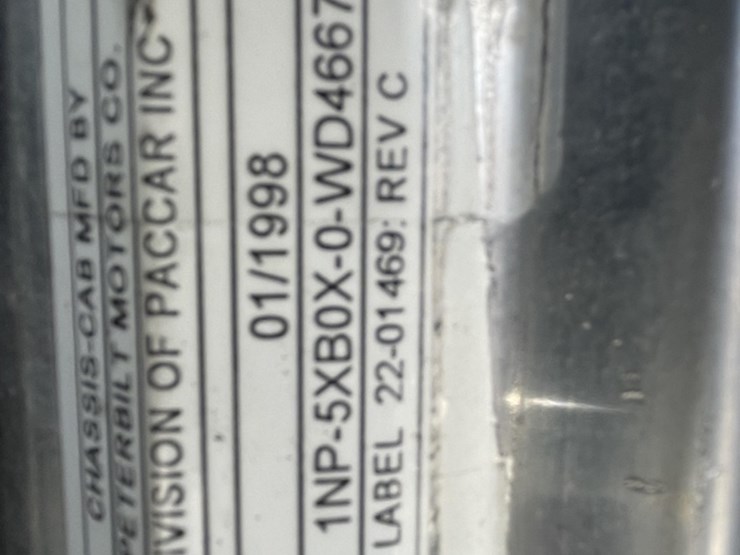 CHASSIS-CAB MFD BY
PETERBILT MOTORS CO.
IVISION OF PACCAR INC
01/1998
1NP-5XB0X-0-WD4667
LABEL 22-01469: REV C